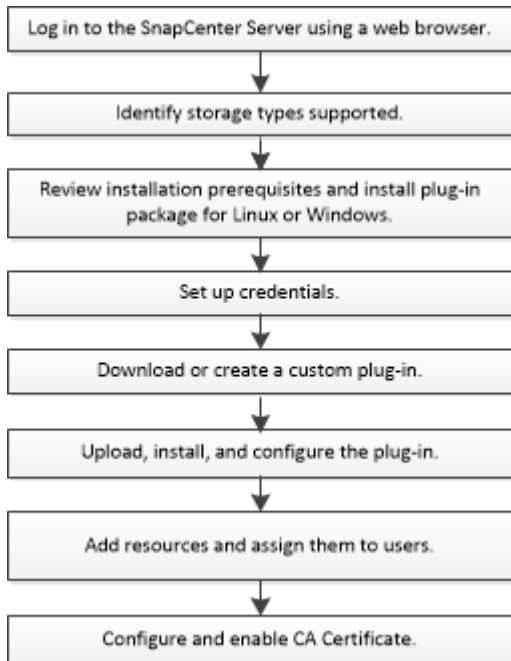 Log in to the SnapCenter Server using a web browser.
Identify storage types supported.
Review installation prerequisites and install plug-in
package for Linux or Windows.
Set up credentials.
Download or create a custom plug-in.
Upload, install, and configure the plug-in.
Add resources and assign them to users.
Configure and enable CA Certificate.